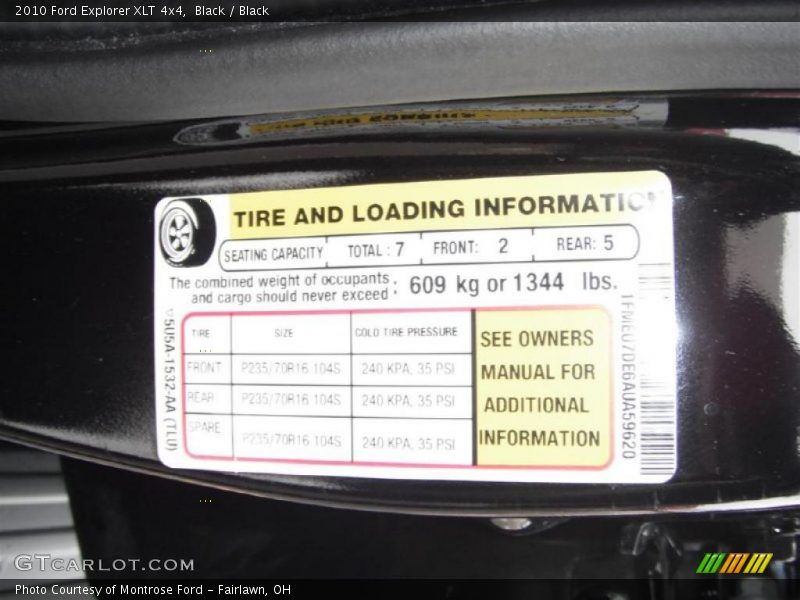 2010 Ford Explorer XLT 4x4,  Black / Black
TIRE AND LOADING INFORMATION
SEATING CAPACITY TOTAL : 7 FRONT: 2 REAR: 5
The combined weight of occupants
and cargo should never exceed : 609 kg or 1344 lbs.
TIRE SIZE COLD TIRE PRESSURE
FRONT P235/70R16 104S 240 KPA, 35 PSI
REAR P235/70R16 104S 240 KPA, 35 PSI
SPARE P235/70R16 104S 240 KPA, 35 PSI
SEE OWNERS
MANUAL FOR
ADDITIONAL
INFORMATION
5U5A-1532-AA (TLU)
1FMEU7DE6AUA59620
GTCARLOT.COM
Photo Courtesy of Montrose Ford - Fairlawn, OH